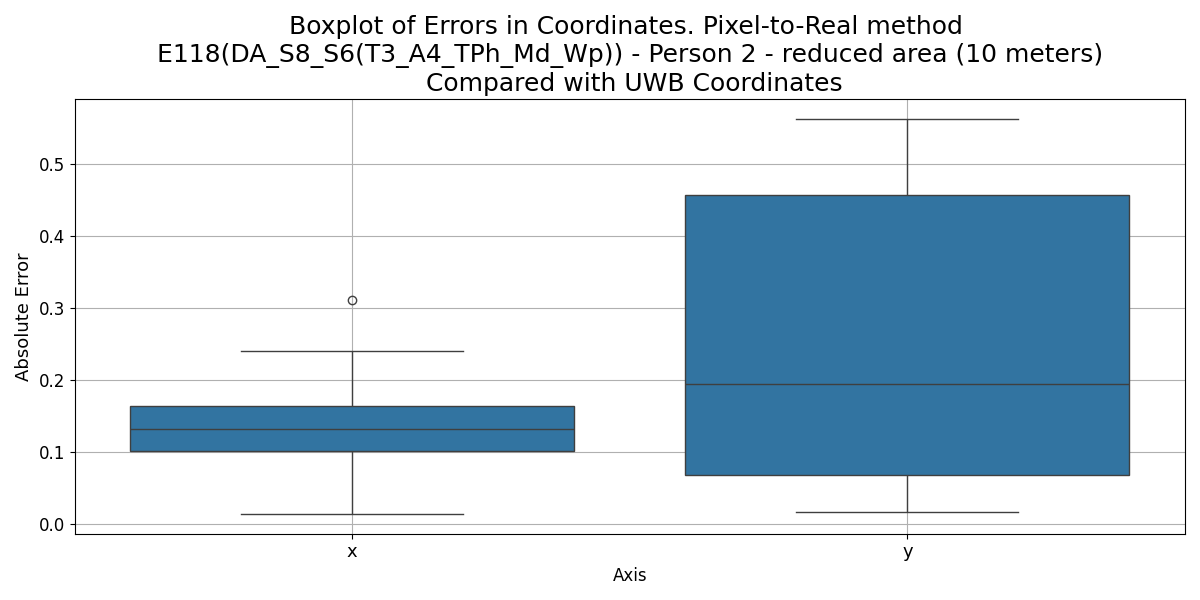 Boxplot of Errors in Coordinates. Pixel-to-Real method
E118(DA_S8_S6(T3_A4_TPh_Md_Wp)) - Person 2 - reduced area (10 meters)
Compared with UWB Coordinates
Absolute Error
0.5
0.4
0.3
0.2
0.1
0.0
x
y
Axis